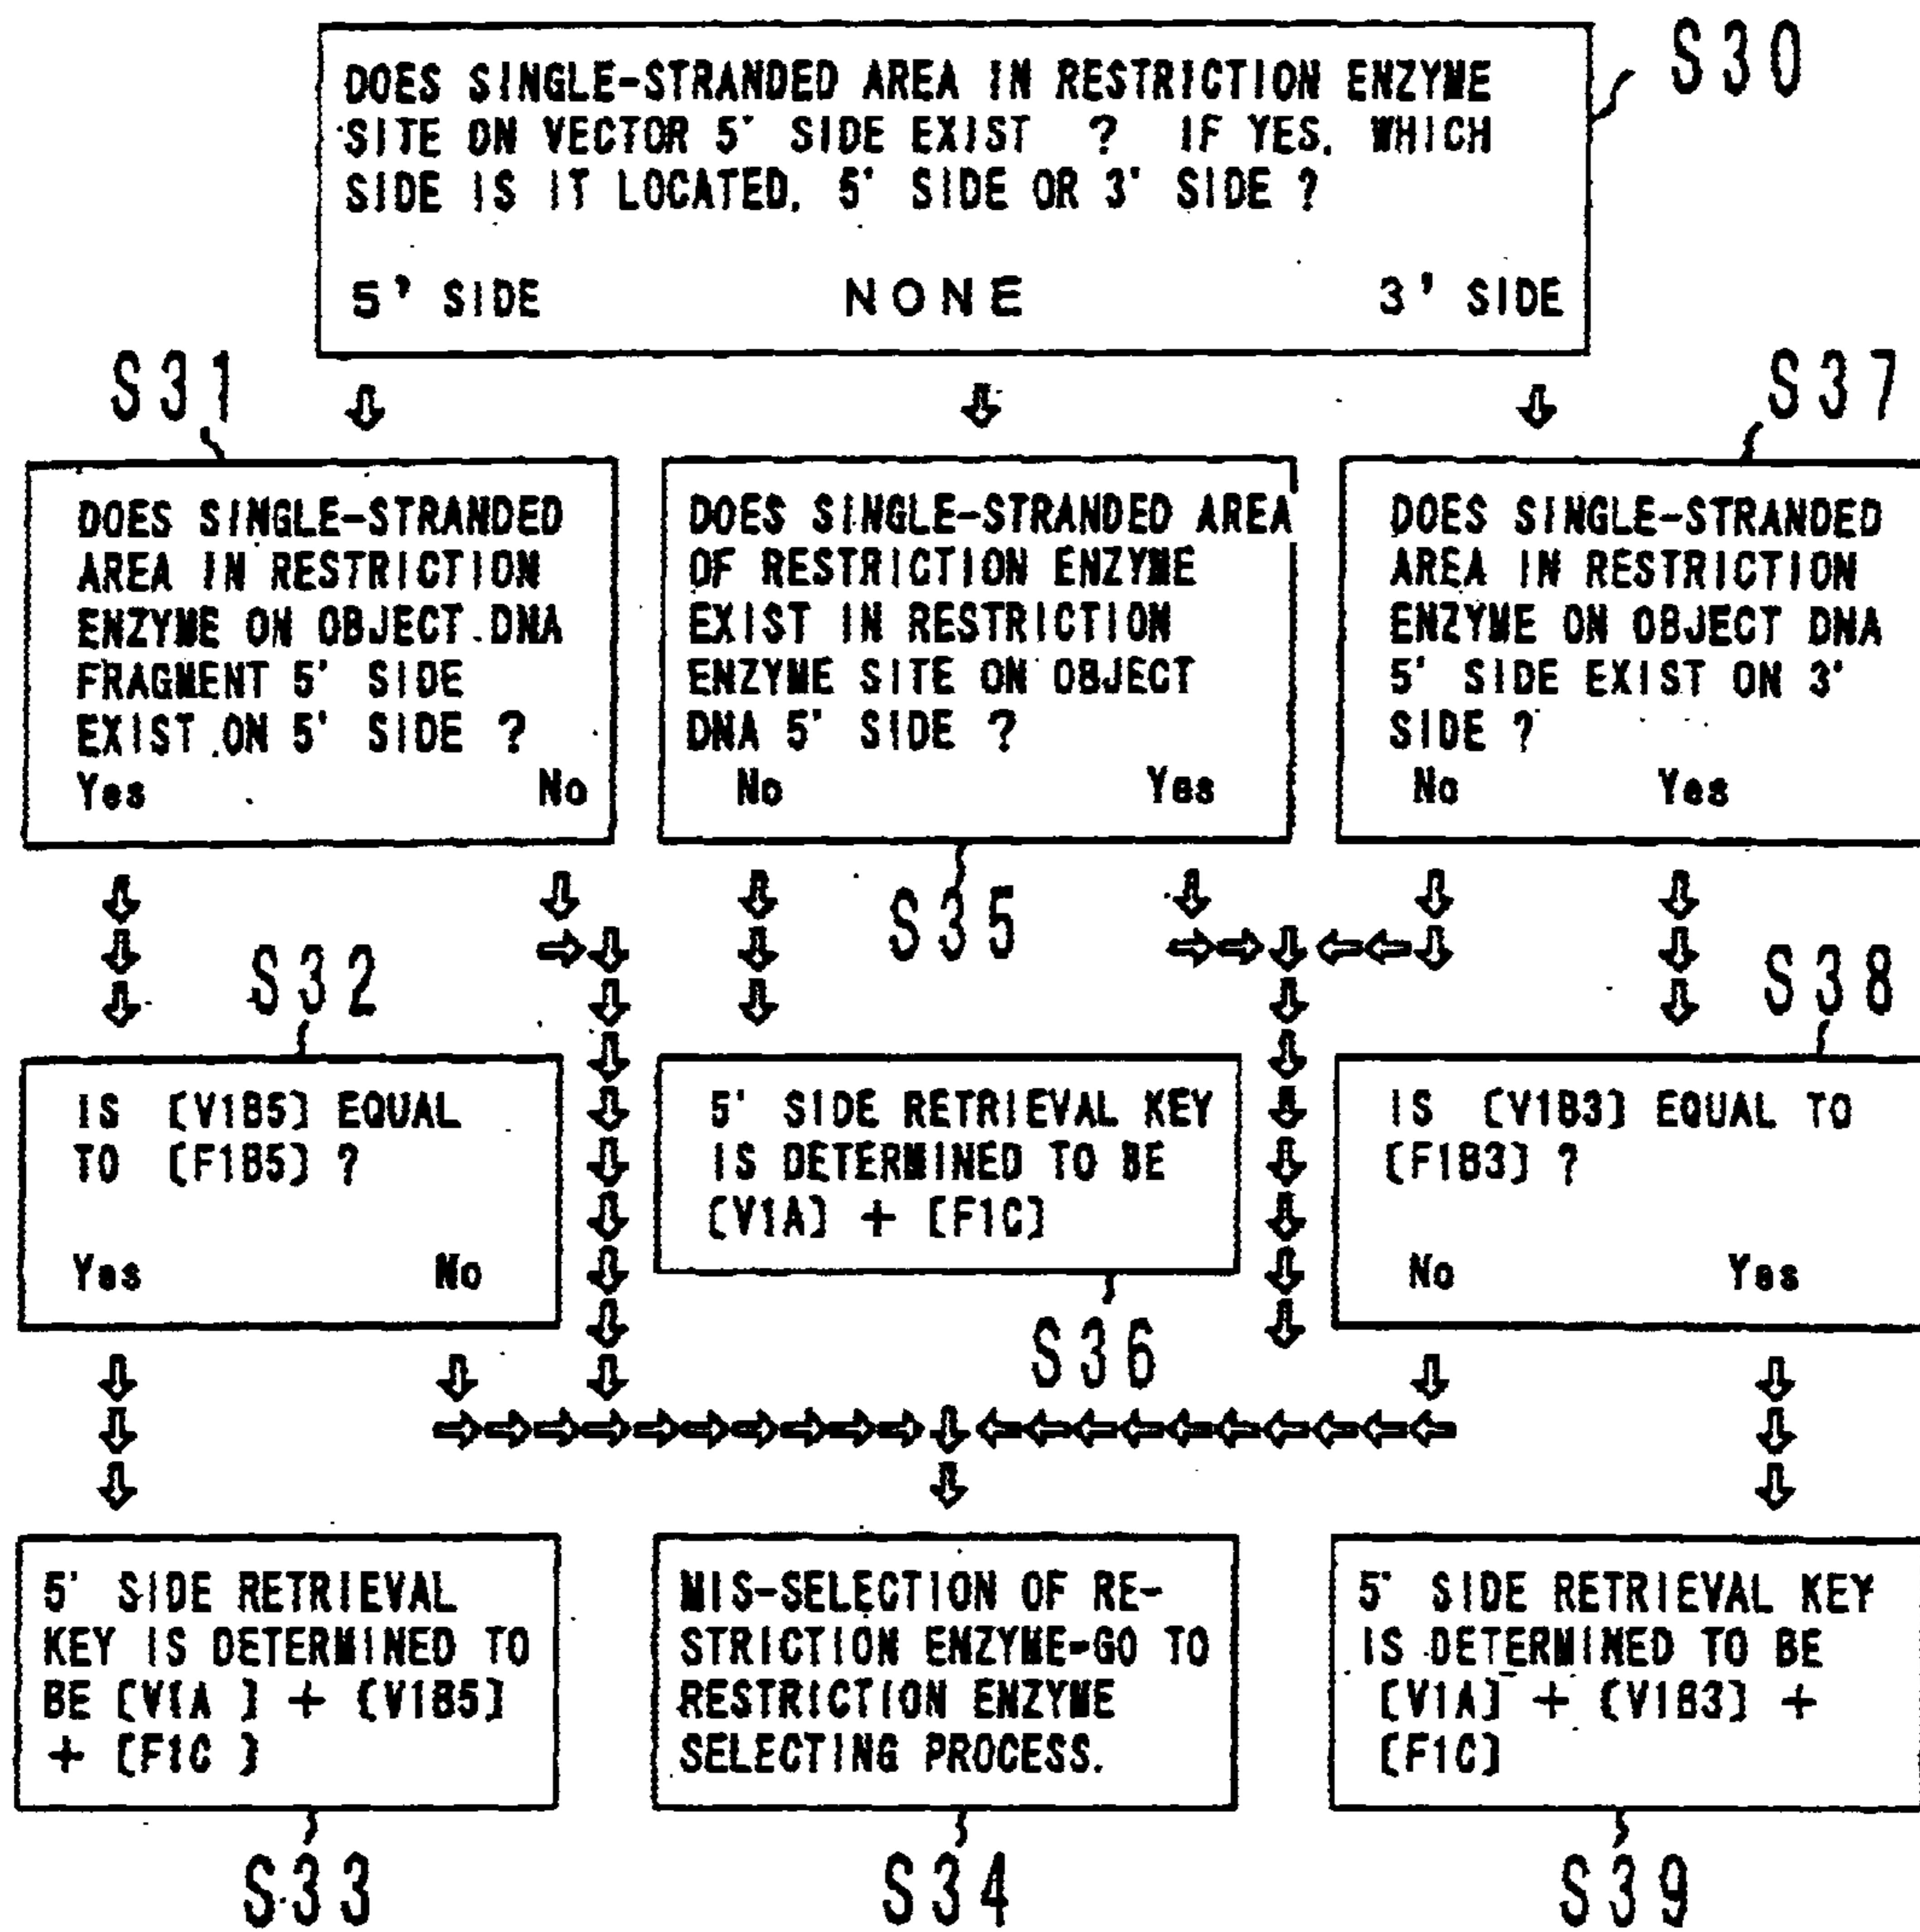 S30
DOES SINGLE-STRANDED AREA IN RESTRICTION ENZYME
SITE ON VECTOR 5' SIDE EXIST ? IF YES, WHICH
SIDE IS IT LOCATED, 5' SIDE OR 3' SIDE ?
5' SIDE NONE 3' SIDE
S31
DOES SINGLE-STRANDED
AREA IN RESTRICTION
ENZYME ON OBJECT DNA
FRAGMENT 5' SIDE
EXIST ON 5' SIDE ?
Yes No
DOES SINGLE-STRANDED AREA
OF RESTRICTION ENZYME
EXIST IN RESTRICTION
ENZYME SITE ON OBJECT
DNA 5' SIDE ?
No Yes
S35
S37
DOES SINGLE-STRANDED
AREA IN RESTRICTION
ENZYME ON OBJECT DNA
5' SIDE EXIST ON 3'
SIDE ?
No Yes
S32
IS [V1B5] EQUAL
TO [F1B5] ?
Yes No
5' SIDE RETRIEVAL KEY
IS DETERMINED TO BE
[V1A] + [F1C]
S36
S38
IS [V1B3] EQUAL TO
[F1B3] ?
No Yes
5' SIDE RETRIEVAL
KEY IS DETERMINED TO
BE [V1A ] + [V1B5]
+ [F1C ]
S33
MIS-SELECTION OF RE-
STRICTION ENZYME-GO TO
RESTRICTION ENZYME
SELECTING PROCESS.
S34
5' SIDE RETRIEVAL KEY
IS DETERMINED TO BE
[V1A] + [V1B3] +
[F1C]
S39